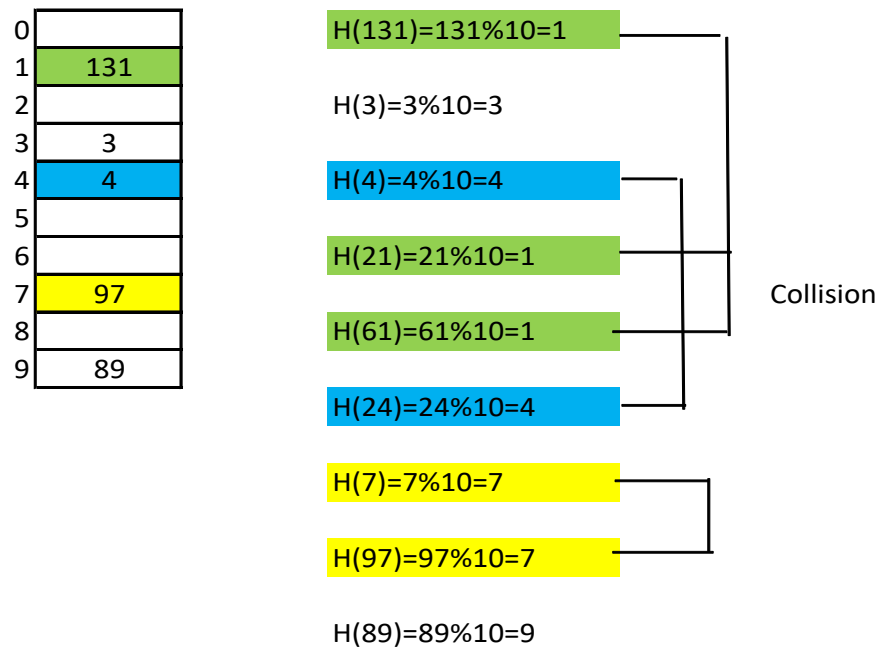 0
1 131
2
3 3
4 4
5
6
7 97
8
9 89
H(131)=131%10=1
H(3)=3%10=3
H(4)=4%10=4
H(21)=21%10=1
H(61)=61%10=1
H(24)=24%10=4
H(7)=7%10=7
H(97)=97%10=7
H(89)=89%10=9
Collision